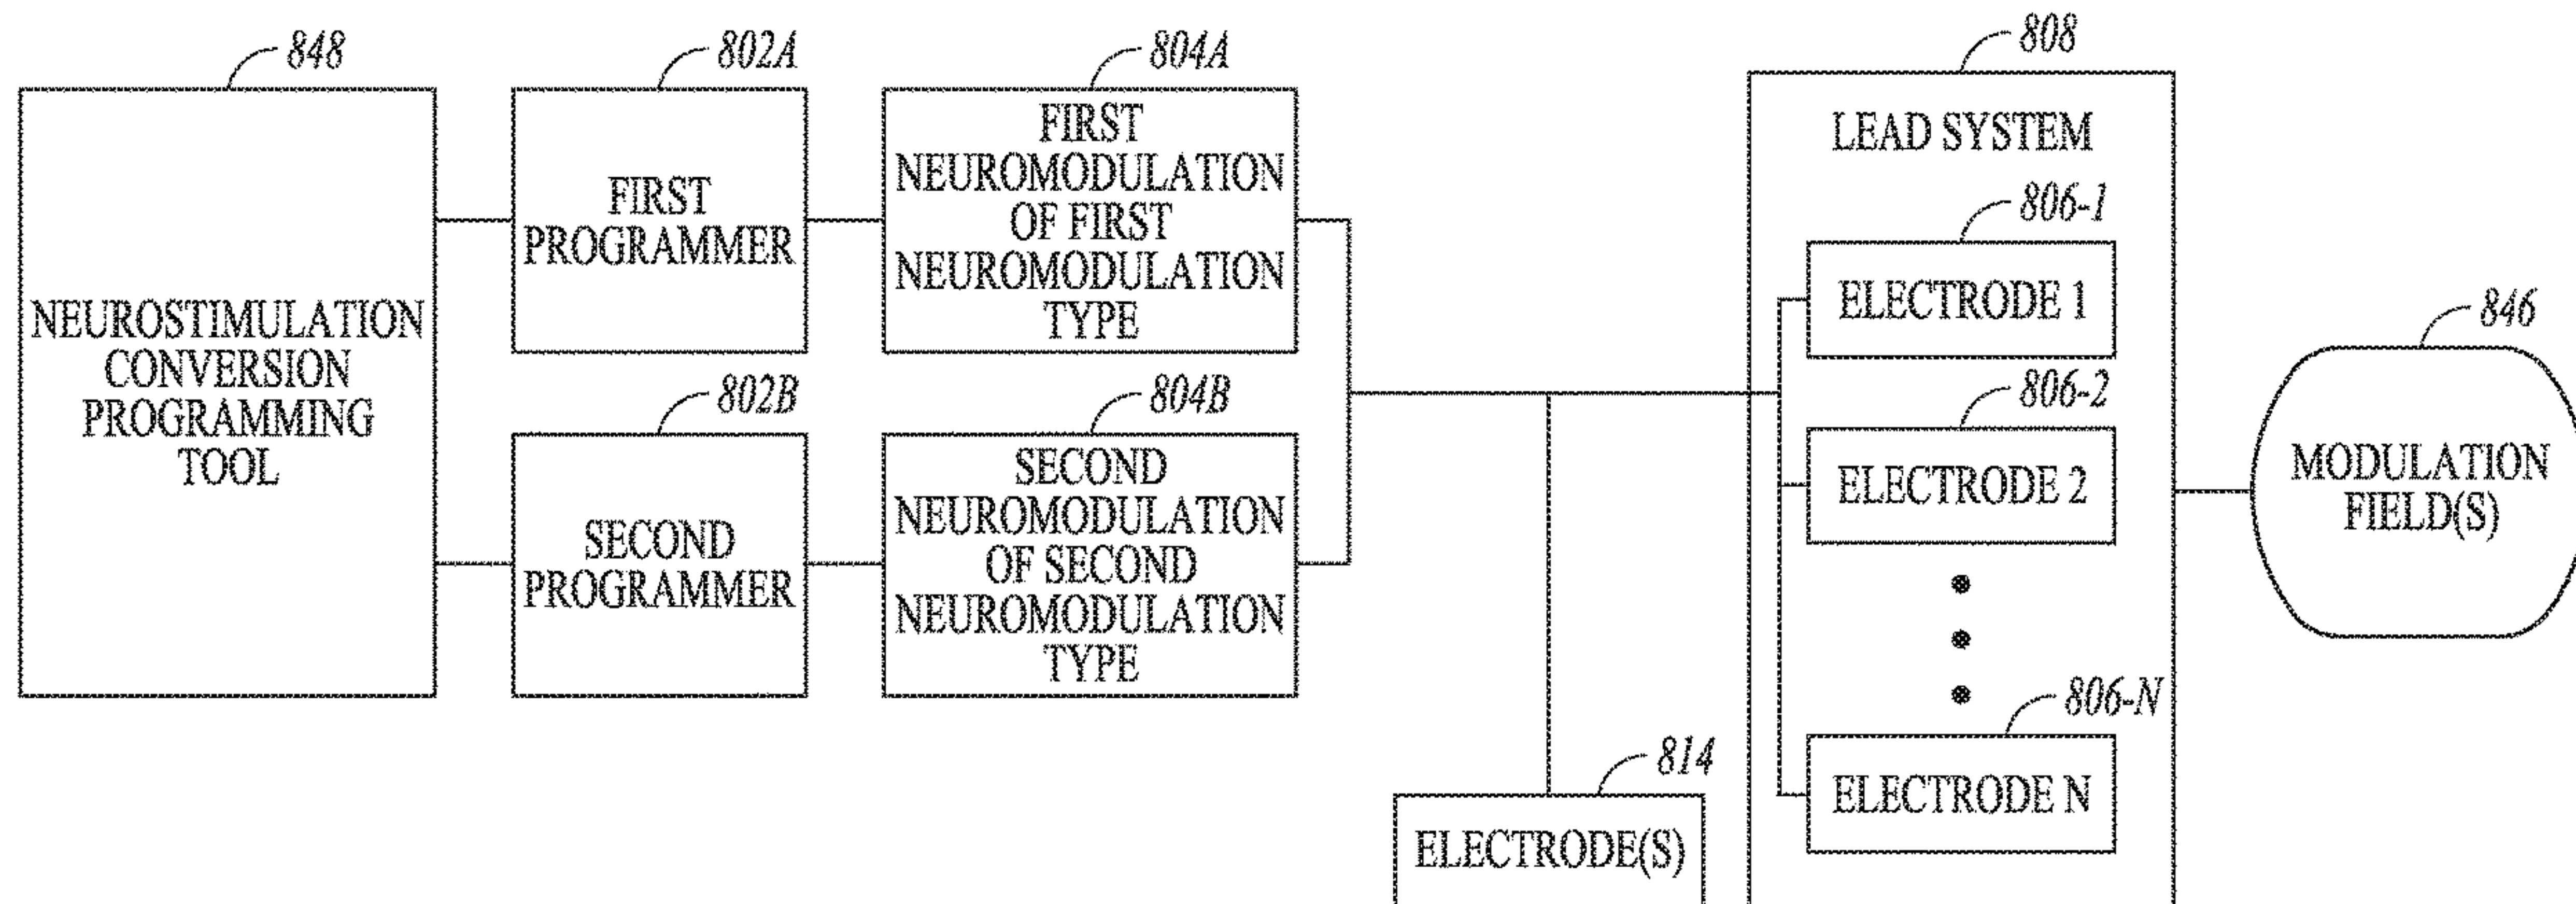 848
NEUROSTIMULATION
CONVERSION
PROGRAMMING
TOOL
802A
FIRST
PROGRAMMER
804A
FIRST
NEUROMODULATION
OF FIRST
NEUROMODULATION
TYPE
802B
SECOND
PROGRAMMER
804B
SECOND
NEUROMODULATION
OF SECOND
NEUROMODULATION
TYPE
814
ELECTRODE(S)
808
LEAD SYSTEM
806-1
ELECTRODE 1
806-2
ELECTRODE 2
806-N
ELECTRODE N
846
MODULATION
FIELD(S)